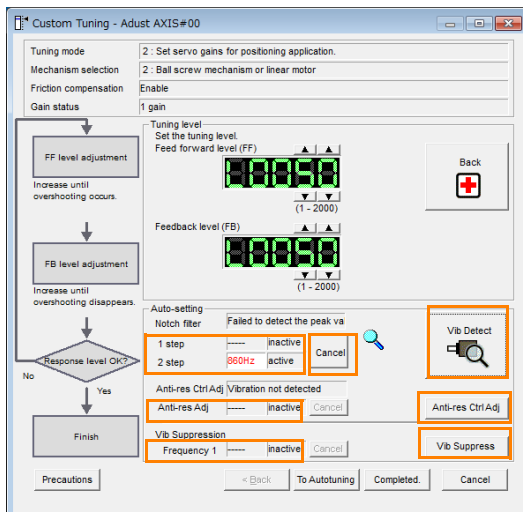 Custom Tuning - Adust AXIS#00
Tuning mode
2 : Set servo gains for positioning application.
Mechanism selection
2 : Ball screw mechanism or linear motor
Friction compensation
Enable
Gain status
1 gain
FF level adjustment
Increase until
overshooting occurs.
FB level adjustment
Increase until
overshooting disappears.
Response level OK?
No
Yes
Finish
Tuning level
Set the tuning level.
Feed forward level (FF)
L0050
(1 - 2000)
Feedback level (FB)
L0050
(1 - 2000)
Back
Auto-setting
Notch filter
Failed to detect the peak va
1 step
-----
inactive
2 step
860Hz
active
Cancel
Vib Detect
Anti-res Ctrl Adj
Vibration not detected
Anti-res Adj
-----
inactive
Cancel
Anti-res Ctrl Adj
Vib Suppression
Frequency 1
-----
inactive
Cancel
Vib Suppress
Precautions
< Back
To Autotuning
Completed.
Cancel